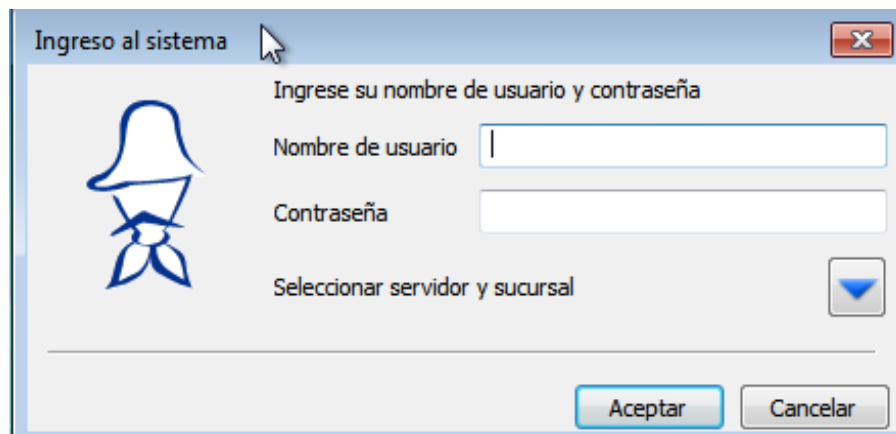 Ingreso al sistema
Ingrese su nombre de usuario y contraseña
Nombre de usuario
Contraseña
Seleccionar servidor y sucursal
Aceptar
Cancelar